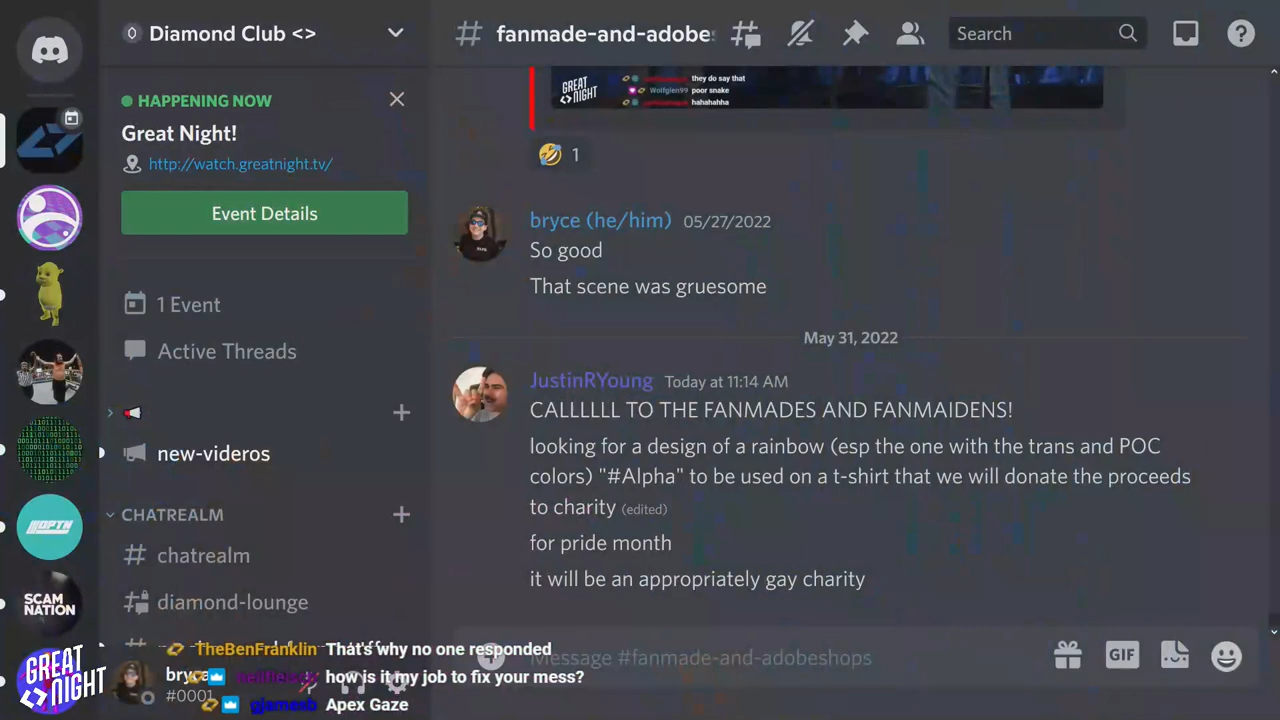 Diamond Club <>
HAPPENING NOW
Great Night!
http://watch.greatnight.tv/
Event Details
1 Event
Active Threads
new-videros
CHATREALM
chatrealm
diamond-lounge
#0001
SCAM
NATION
GREAT
NIGHT
fanmade-and-adobes
Search
GREAT
NIGHT
they do say that
Wolfglen99 poor snake
hahahahha
1
bryce (he/him) 05/27/2022
So good
That scene was gruesome
May 31, 2022
JustinRYoung Today at 11:14 AM
CALLLLLL TO THE FANMADES AND FANMAIDENS!
looking for a design of a rainbow (esp the one with the trans and POC
colors) "#Alpha" to be used on a t-shirt that we will donate the proceeds
to charity (edited)
for pride month
it will be an appropriately gay charity
Message #fanmade-and-adobeshops
GIF
TheBenFranklin That's why no one responded
how is it my job to fix your mess?
gjamesb Apex Gaze